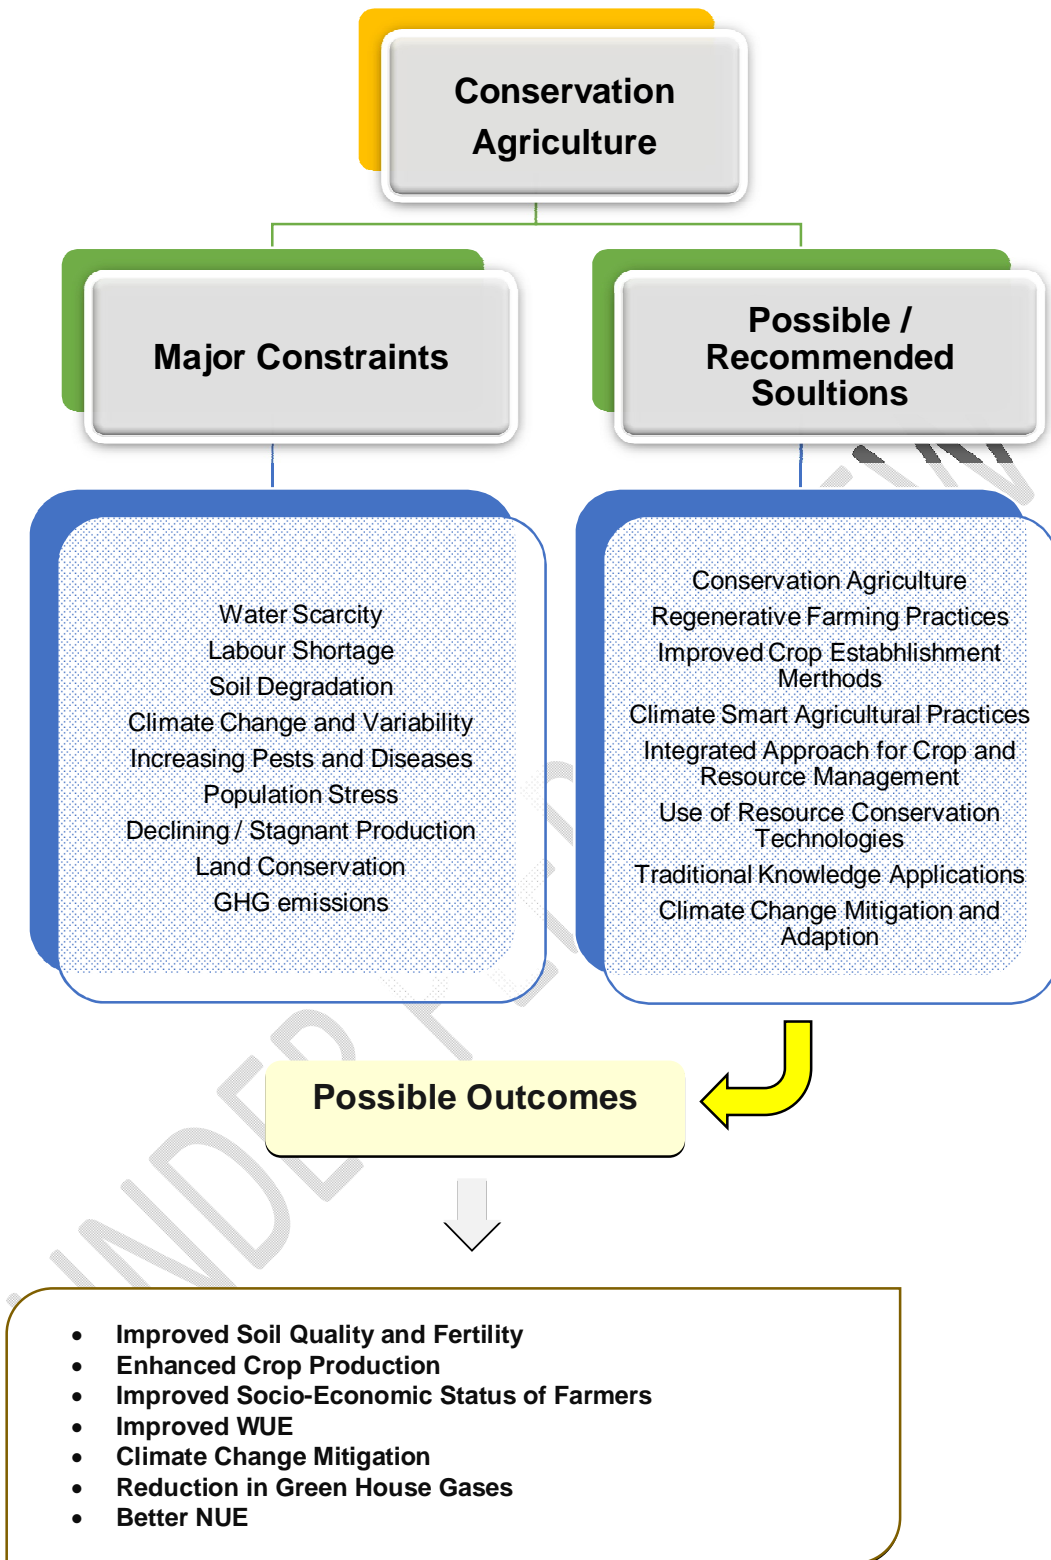 Conservation
Agriculture
Major Constraints
Possible /
Recommended
Soultions
Water Scarcity
Labour Shortage
Soil Degradation
Climate Change and Variability
Increasing Pests and Diseases
Population Stress
Declining / Stagnant Production
Land Conservation
GHG emissions
Conservation Agriculture
Regenerative Farming Practices
Improved Crop Estabhlishment
Merthods
Climate Smart Agricultural Practices
Integrated Approach for Crop and
Resource Management
Use of Resource Conservation
Technologies
Traditional Knowledge Applications
Climate Change Mitigation and
Adaption
Possible Outcomes
• Improved Soil Quality and Fertility
• Enhanced Crop Production
• Improved Socio-Economic Status of Farmers
• Improved WUE
• Climate Change Mitigation
• Reduction in Green House Gases
• Better NUE